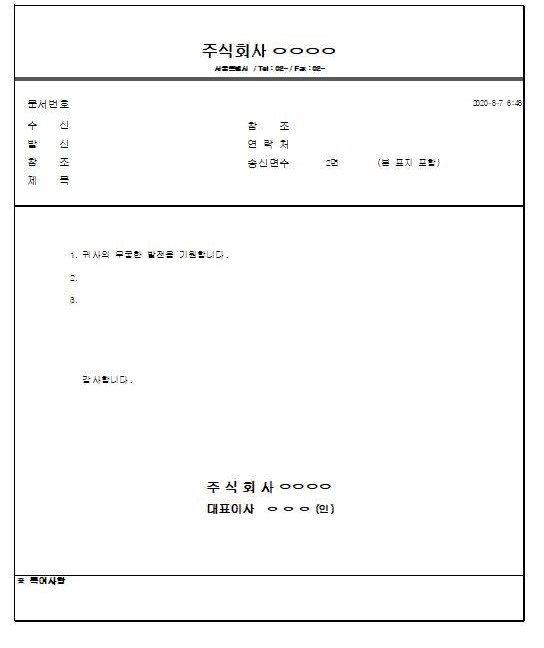 주식회사 ㅇㅇㅇㅇ
서울특별시 / Tel : 02- / Fax : 02-
문서번호 2020-8-7 6:48
수 신 참 조
발 신 연 락 처
참 조 송신면수 2면 (본 표지 포함)
제 목
1. 귀사의 무궁한 발전을 기원합니다.
2.
3.
감사합니다.
주 식 회 사 ㅇㅇㅇㅇ
대표이사 ㅇ ㅇ ㅇ (인)
※ 특이사항